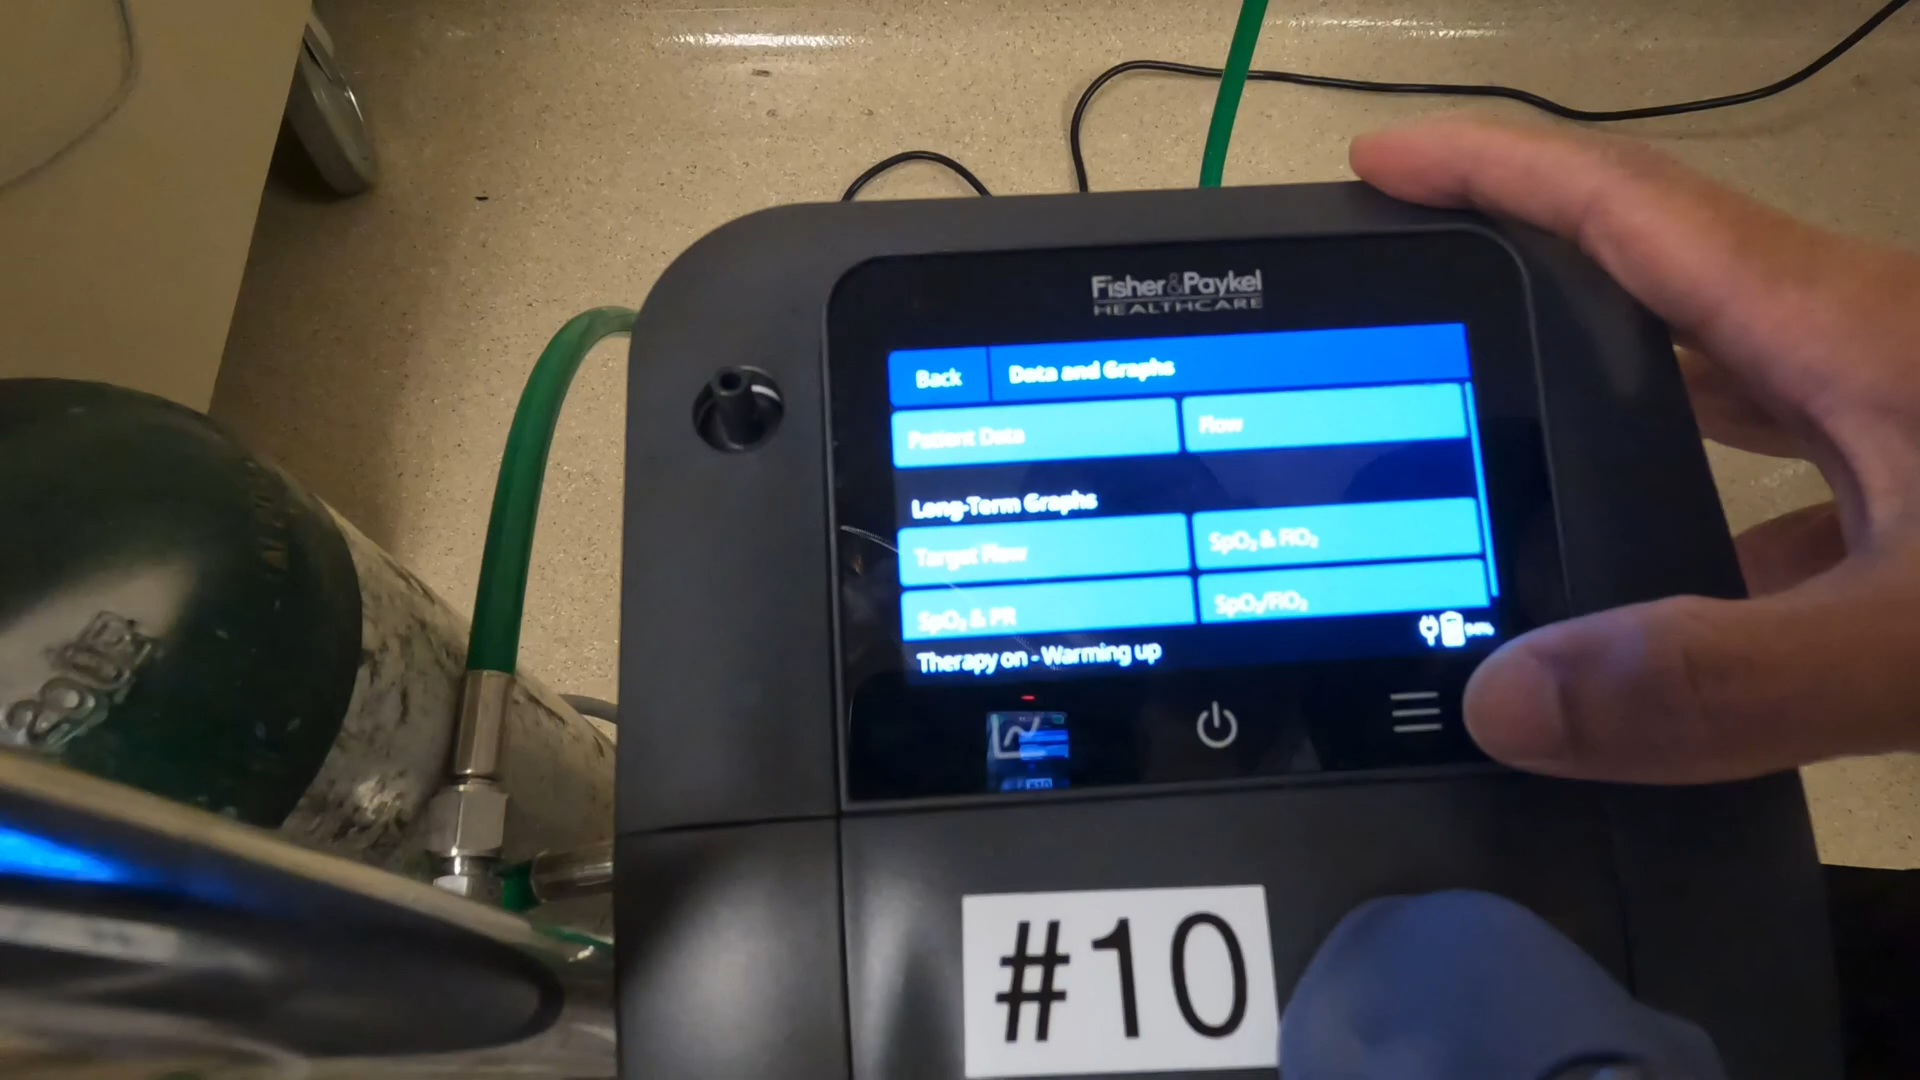 Fisher&Paykel
HEALTHCARE
Back Data and Graphs
Patient Data Flow
Long-Term Graphs
Target Flow SpO₂ & FiO₂
SpO₂ & PR SpO₂/FiO₂
Therapy on - Warming up
#10